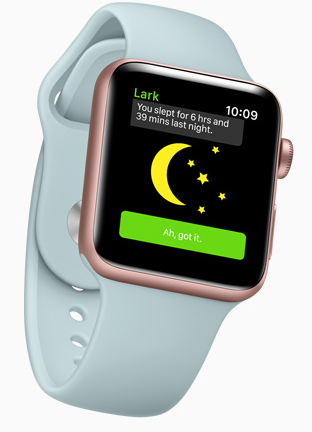 Lark
10:09
You slept for 6 hrs and
39 mins last night.
Ah, got it.